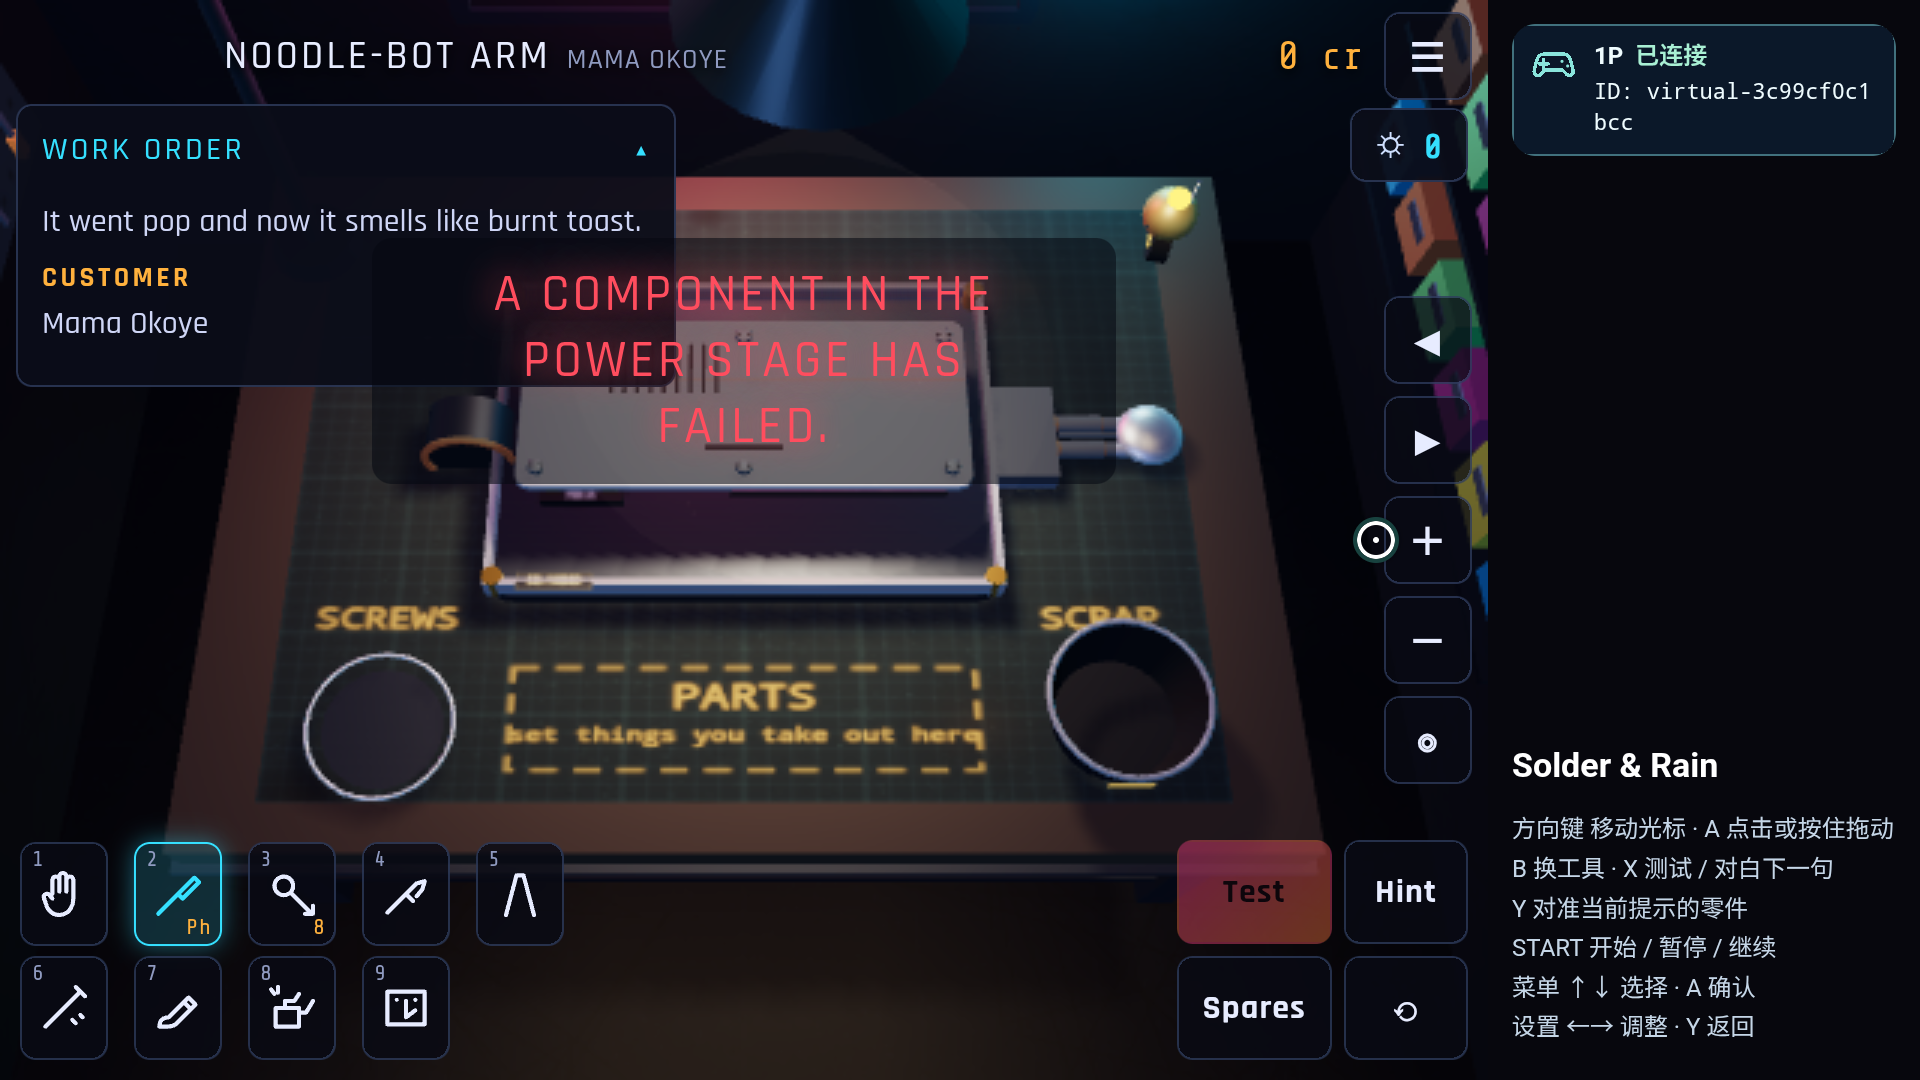 NOODLE-BOT ARM MAMA OKOYE
0 cr
WORK ORDER
It went pop and now it smells like burnt toast.
CUSTOMER
Mama Okoye
0
A COMPONENT IN THE
POWER STAGE HAS
FAILED.
SCREWS
SCRAP
PARTS
set things you take out here
1
2
Ph
3
8
4
5
6
7
8
9
Test
Hint
Spares
1P 已连接
ID: virtual-3c99cf0c1
bcc
Solder & Rain
方向键 移动光标 · A 点击或按住拖动
B 换工具 · X 测试 / 对白下一句
Y 对准当前提示的零件
START 开始 / 暂停 / 继续
菜单 ↑↓ 选择 · A 确认
设置 ←→ 调整 · Y 返回